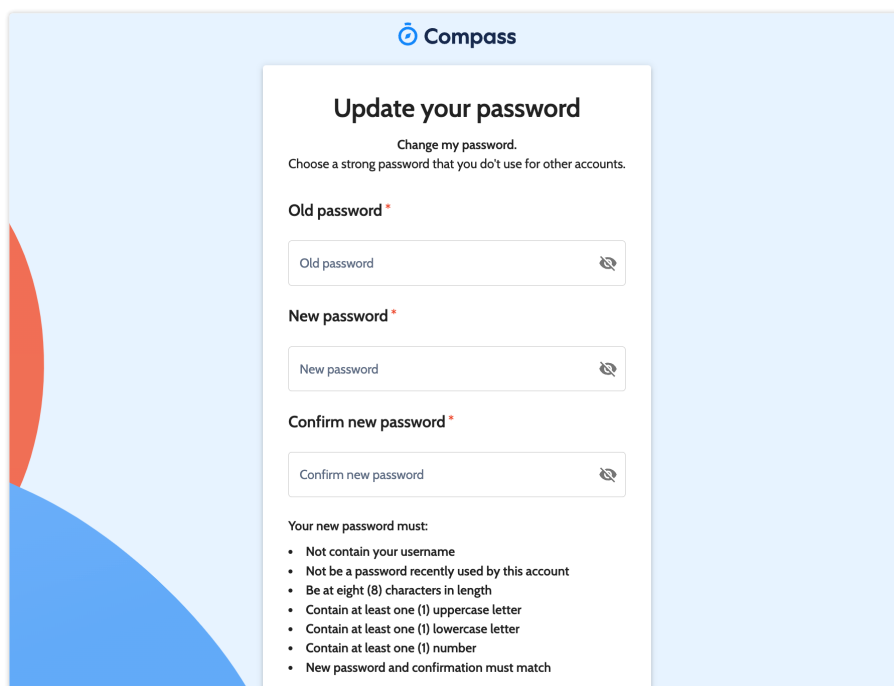 Compass
Update your password
Change my password.
Choose a strong password that you do't use for other accounts.
Old password *
Old password
New password *
New password
Confirm new password *
Confirm new password
Your new password must:
• Not contain your username
• Not be a password recently used by this account
• Be at eight (8) characters in length
• Contain at least one (1) uppercase letter
• Contain at least one (1) lowercase letter
• Contain at least one (1) number
• New password and confirmation must match